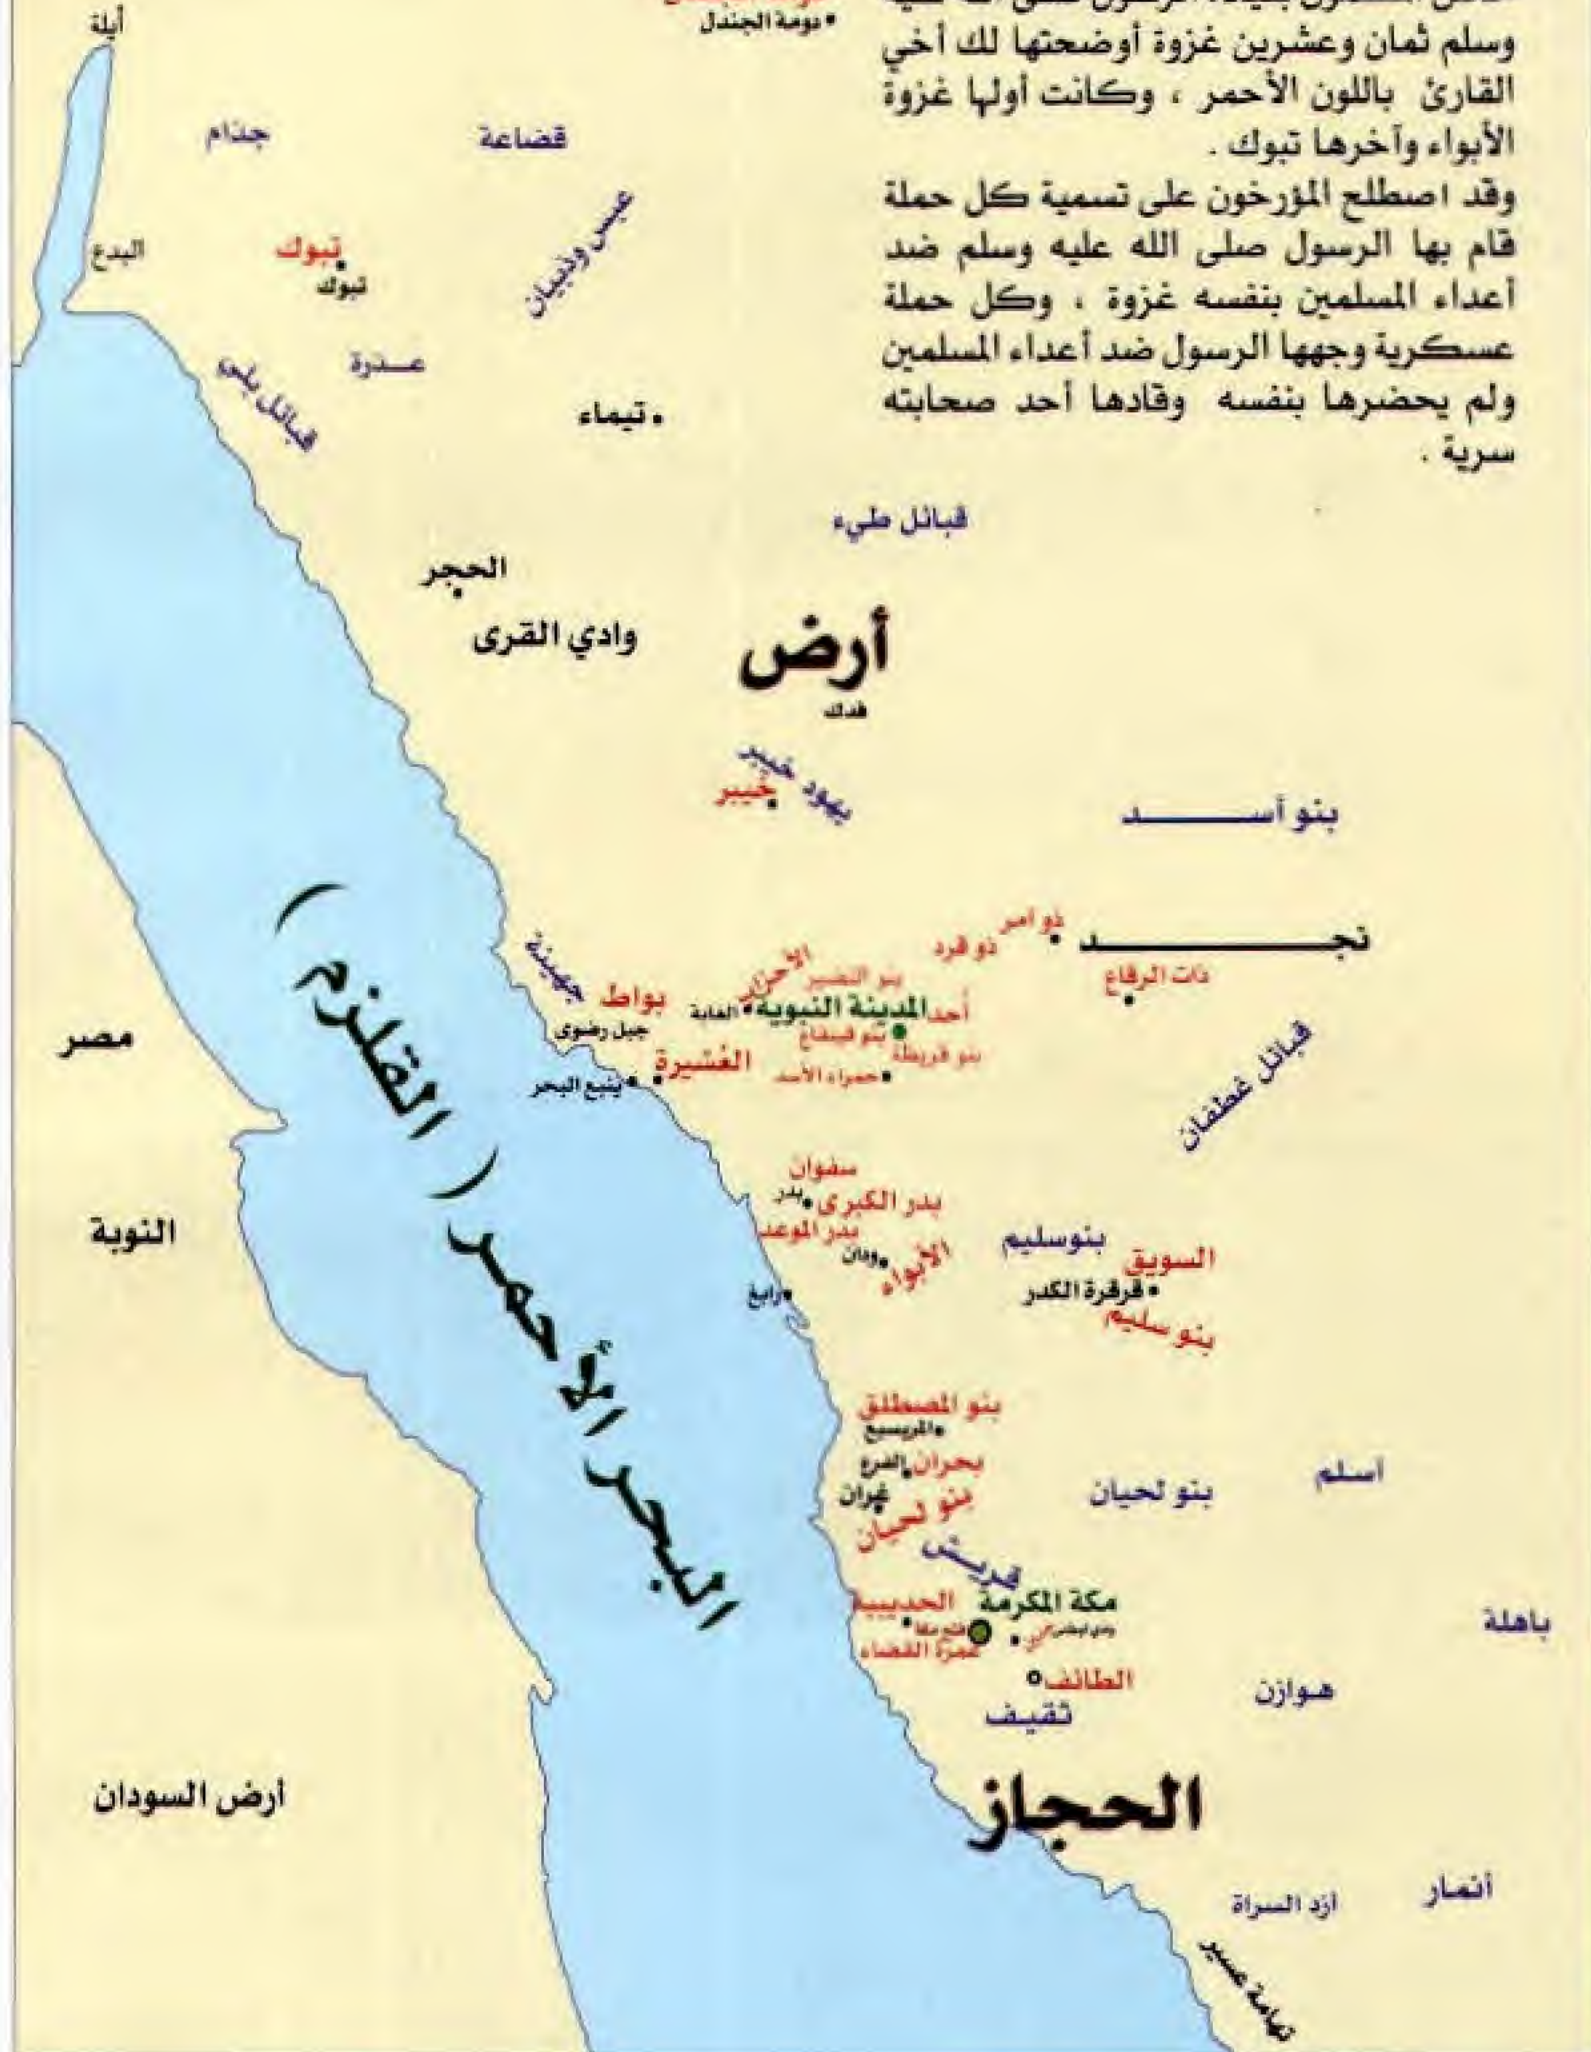 أيلة
دومة الجندل
وسلم ثمان وعشرين غزوة أوضحتها لك أخي
القارئ باللون الأحمر ، وكانت أولها غزوة
الأبواء وآخرها تبوك .
وقد اصطلح المؤرخون على تسمية كل حملة
قام بها الرسول صلى الله عليه وسلم ضد
أعداء المسلمين بنفسه غزوة ، وكل حملة
عسكرية وجهها الرسول ضد أعداء المسلمين
ولم يحضرها بنفسه وقادها أحد صحابته
سرية .
جذام
قضاعة
عبس وذبيان
البدع
تبوك
تبوك
عـذرة
قبائل بلي
تيماء
قبائل طيء
الحجر
وادي القرى
أرض
فدك
يهود خيبر
خيبر
بنو أســـــد
نجـــــــــد
ذو امر
ذو قرد
ذات الرقاع
جهينة
بواط
جبل رضوى
الأحزاب
بنو النضير
الغابة
المدينة النبوية
أحد
بنو قينقاع
بنو قريظة
العُشيرة
حمراء الأسد
ينبع البحر
قبائل غطفان
مصر
النوبة
أرض السودان
البحر الأحمر ( القلزم )
سفوان
بدر
بدر الكبرى
بدر الموعد
ودان
الأبواء
رابغ
بنوسليم
السويق
قرقرة الكدر
بنو سليم
بنو المصطلق
المريسيع
بحران
الفرع
غران
بنو لحيان
بنو لحيان
أسلم
قريش
الحديبية
مكة المكرمة
عمرة القضاء
الطائف
ثقيف
هوازن
باهلة
الحجاز
أزد السراة
أنمار
تهامة عسير